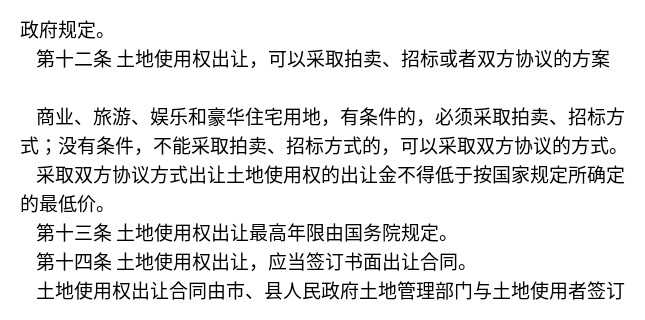 政府规定。
第十二条 土地使用权出让，可以采取拍卖、招标或者双方协议的方案
商业、旅游、娱乐和豪华住宅用地，有条件的，必须采取拍卖、招标方
式；没有条件，不能采取拍卖、招标方式的，可以采取双方协议的方式。
采取双方协议方式出让土地使用权的出让金不得低于按国家规定所确定
的最低价。
第十三条 土地使用权出让最高年限由国务院规定。
第十四条 土地使用权出让，应当签订书面出让合同。
土地使用权出让合同由市、县人民政府土地管理部门与土地使用者签订